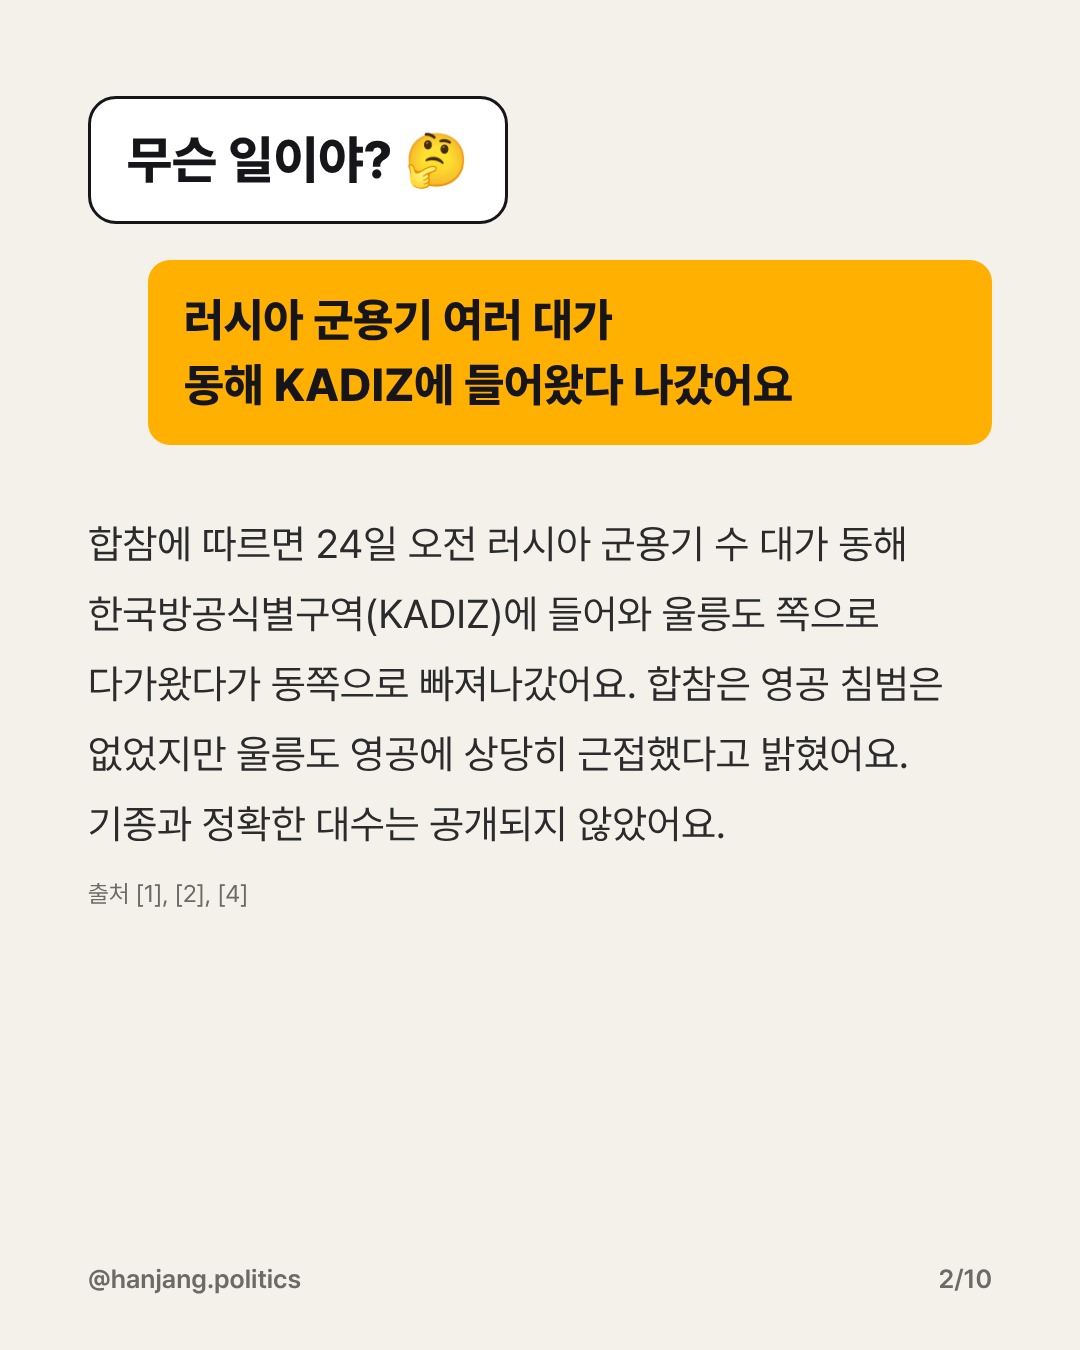 무슨 일이야? 🤔
러시아 군용기 여러 대가
동해 KADIZ에 들어왔다 나갔어요
합참에 따르면 24일 오전 러시아 군용기 수 대가 동해
한국방공식별구역(KADIZ)에 들어와 울릉도 쪽으로
다가왔다가 동쪽으로 빠져나갔어요. 합참은 영공 침범은
없었지만 울릉도 영공에 상당히 근접했다고 밝혔어요.
기종과 정확한 대수는 공개되지 않았어요.
출처 [1], [2], [4]
@hanjang.politics
2/10